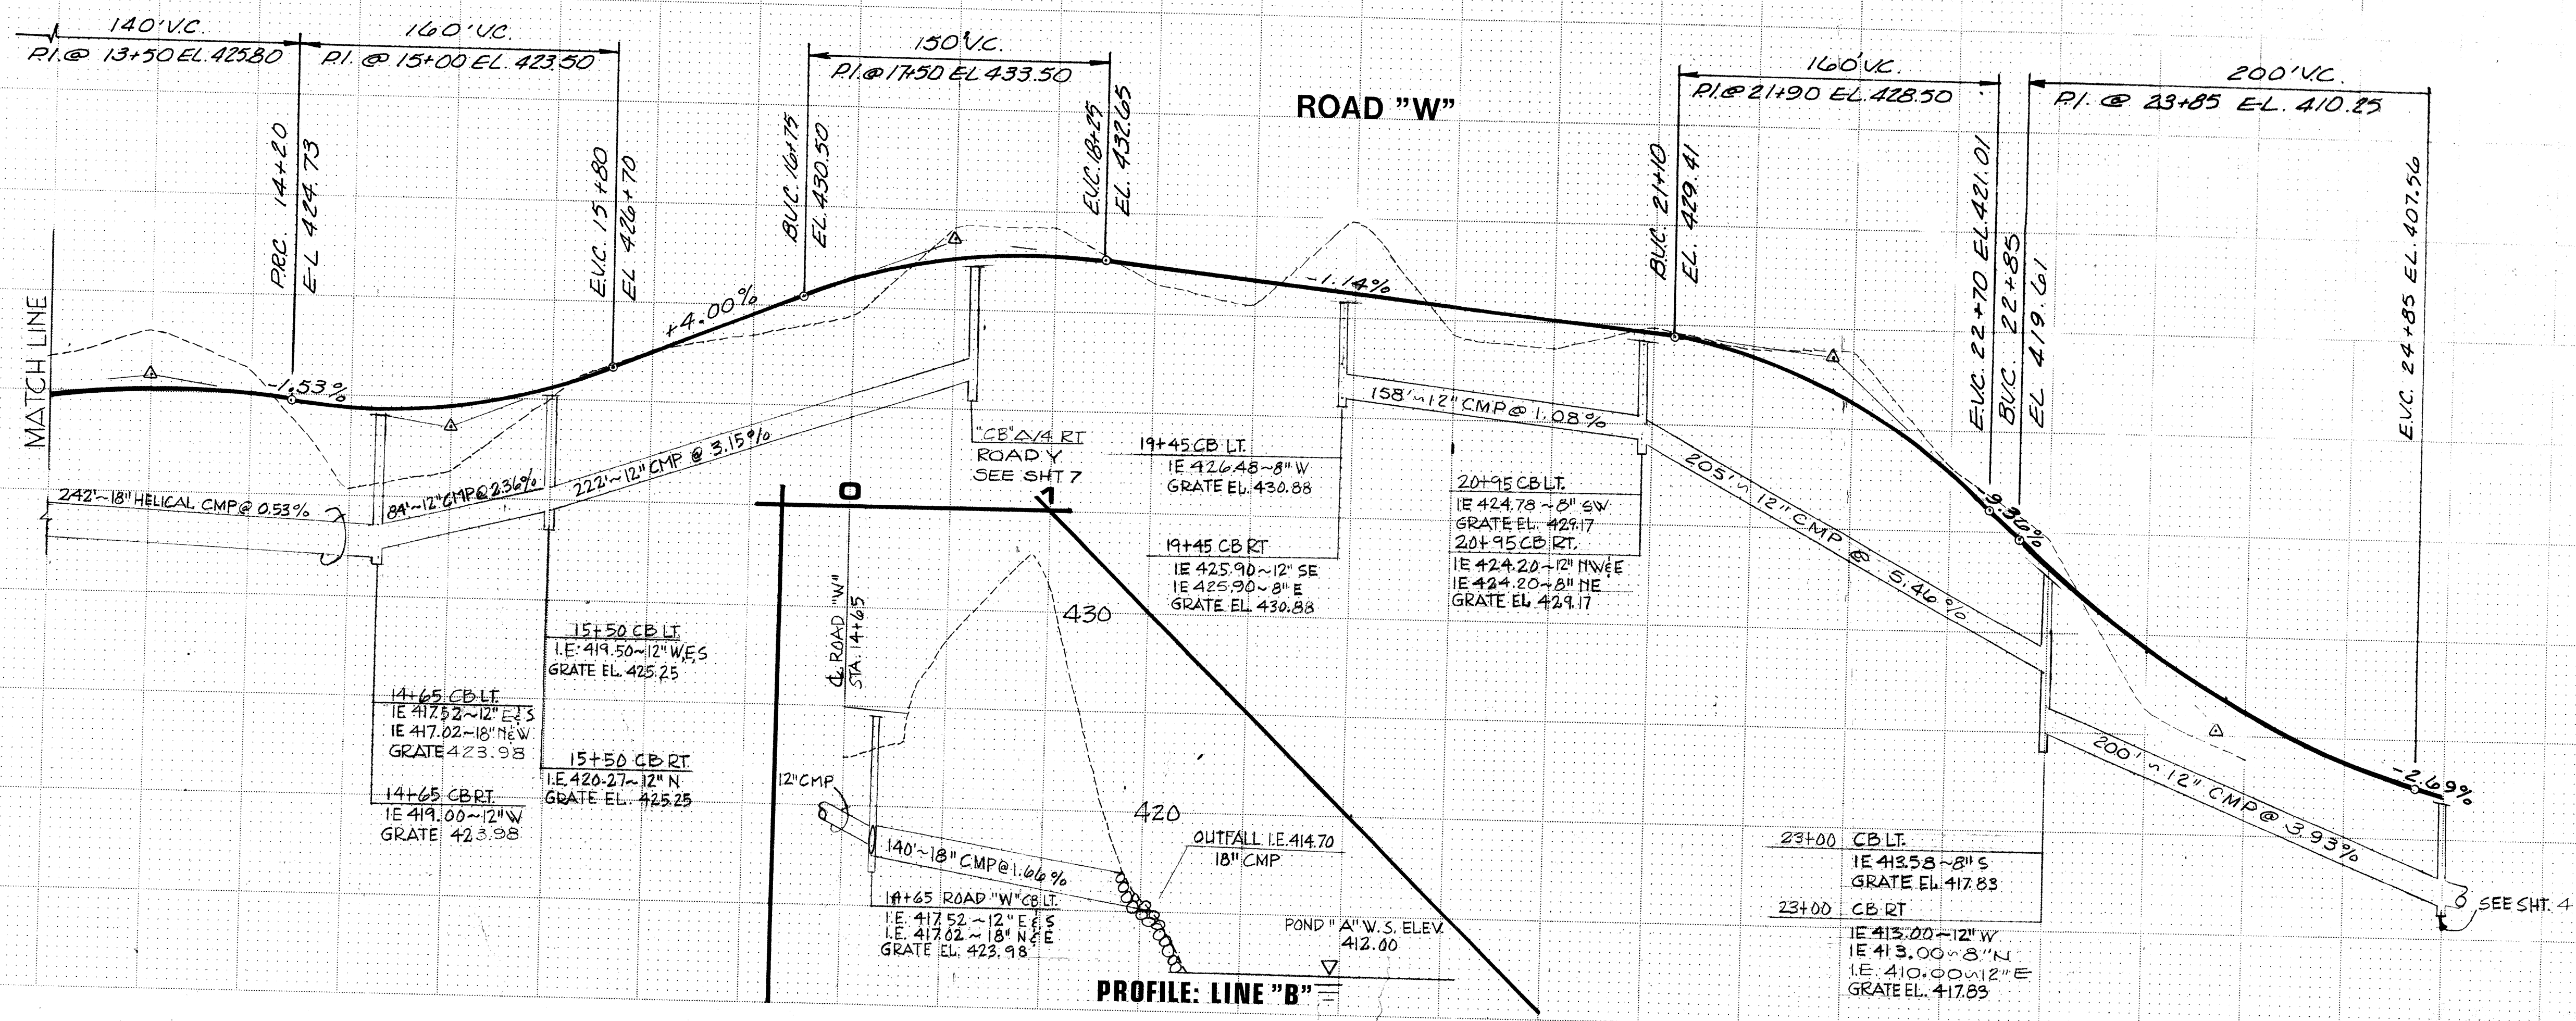 140' V.C.
P.I. @ 13+50 EL. 425.80
160' V.C.
P.I. @ 15+00 EL. 423.50
150' V.C.
P.I. @ 17+50 EL 433.50
ROAD "W"
160' V.C.
P.I. @ 21+90 EL. 428.50
200' V.C.
P.I. @ 23+85 EL. 410.25
P.R.C. 14+20
EL 424.73
E.V.C. 15+80
EL 426+70
B.V.C. 16+75
EL 430.50
E.V.C. 18+25
EL. 432.65
B.V.C. 21+10
EL. 429.41
E.V.C. 22+70 EL. 421.01
B.V.C. 22+85
EL 419.61
E.V.C. 24+85 EL. 407.56
MATCH LINE
-1.53%
+4.00%
-1.14%
-9.36%
-2.69%
242'~18" HELICAL CMP @ 0.53%
84'~12" CMP @ 2.36%
222'~12" CMP @ 3.15%
158'~12" CMP @ 1.08%
205'~12" CMP @ 5.46%
200'~12" CMP @ 3.93%
SEE SHT. 4
"CB" △/4 RT
ROAD Y
SEE SHT 7
19+45 CB LT.
IE 426.48~8" W
GRATE EL. 430.88
19+45 CB RT
IE 425.90~12" SE
IE 425.90~8" E
GRATE EL. 430.88
20+95 CB LT.
IE 424.78~8" SW
GRATE EL. 429.17
20+95 CB RT.
IE 424.20~12" NW&E
IE 424.20~8" NE
GRATE EL. 429.17
15+50 CB LT.
I.E. 419.50~12" W,E,S
GRATE EL. 425.25
15+50 CB RT.
I.E. 420.27~12" N
GRATE EL. 425.25
14+65 CB LT.
IE 417.52~12" E&S
IE 417.02~18" N&W
GRATE 423.98
14+65 CB RT.
IE 419.00~12" W
GRATE 423.98
0
1
℄ ROAD "W"
STA. 14+65
430
420
12" CMP
140'~18" CMP @ 1.66%
OUTFALL I.E. 414.70
18" CMP
14+65 ROAD "W" CB LT.
I.E. 417.52~12" E&S
I.E. 417.02~18" N&E
GRATE EL. 423.98
POND "A" W.S. ELEV.
412.00
PROFILE: LINE "B"
23+00 CB LT.
IE 413.58~8" S
GRATE EL. 417.83
23+00 CB RT
IE 413.00~12" W
IE 413.00~8" N
I.E. 410.00~12" E
GRATE EL. 417.83